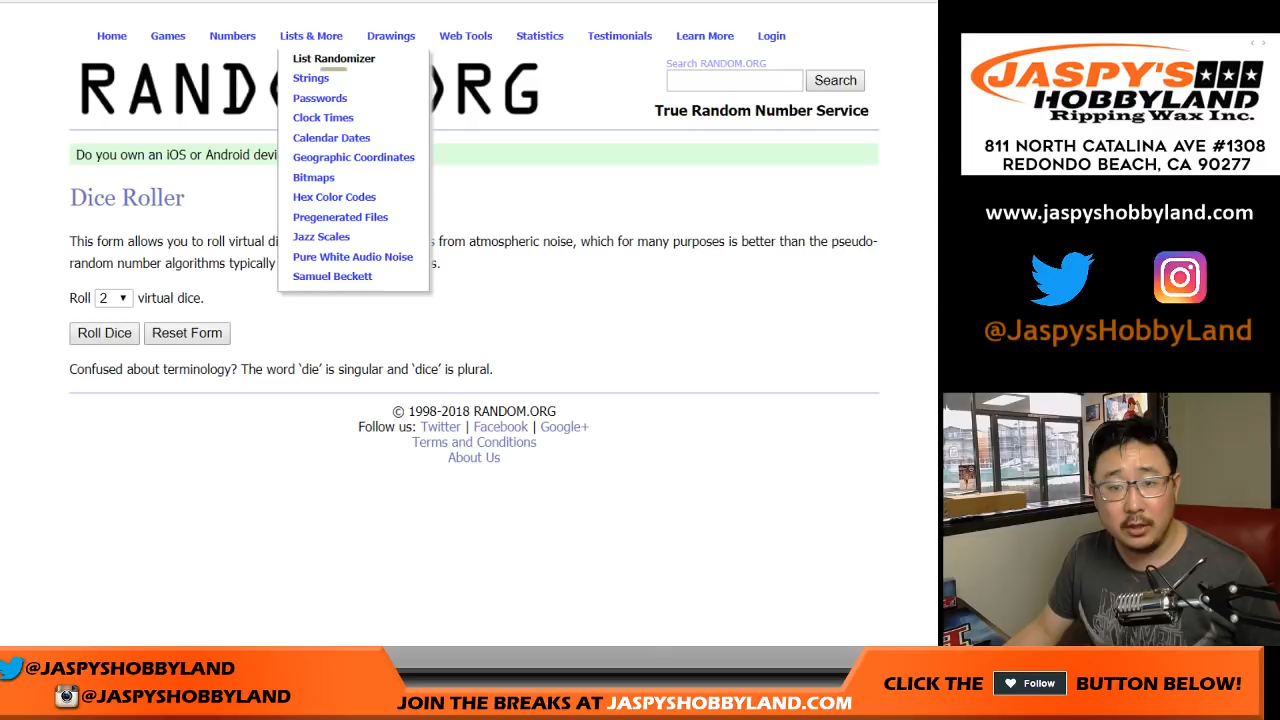 Home Games Numbers Lists & More Drawings Web Tools Statistics Testimonials Learn More Login
List Randomizer
Strings
Passwords
Clock Times
Calendar Dates
Geographic Coordinates
Bitmaps
Hex Color Codes
Pregenerated Files
Jazz Scales
Pure White Audio Noise
Samuel Beckett
RAND ORG
Search RANDOM.ORG
Search
True Random Number Service
Do you own an iOS or Android devi
Dice Roller
This form allows you to roll virtual di from atmospheric noise, which for many purposes is better than the pseudo-
random number algorithms typically s.
Roll 2 virtual dice.
Roll Dice Reset Form
Confused about terminology? The word ‘die’ is singular and ‘dice’ is plural.
© 1998-2018 RANDOM.ORG
Follow us: Twitter | Facebook | Google+
Terms and Conditions
About Us
JASPY'S
HOBBYLAND
Ripping Wax Inc.
811 NORTH CATALINA AVE #1308
REDONDO BEACH, CA 90277
www.jaspyshobbyland.com
@JaspysHobbyLand
@JASPYSHOBBYLAND
@JASPYSHOBBYLAND
JOIN THE BREAKS AT JASPYSHOBBYLAND.COM
CLICK THE Follow BUTTON BELOW!